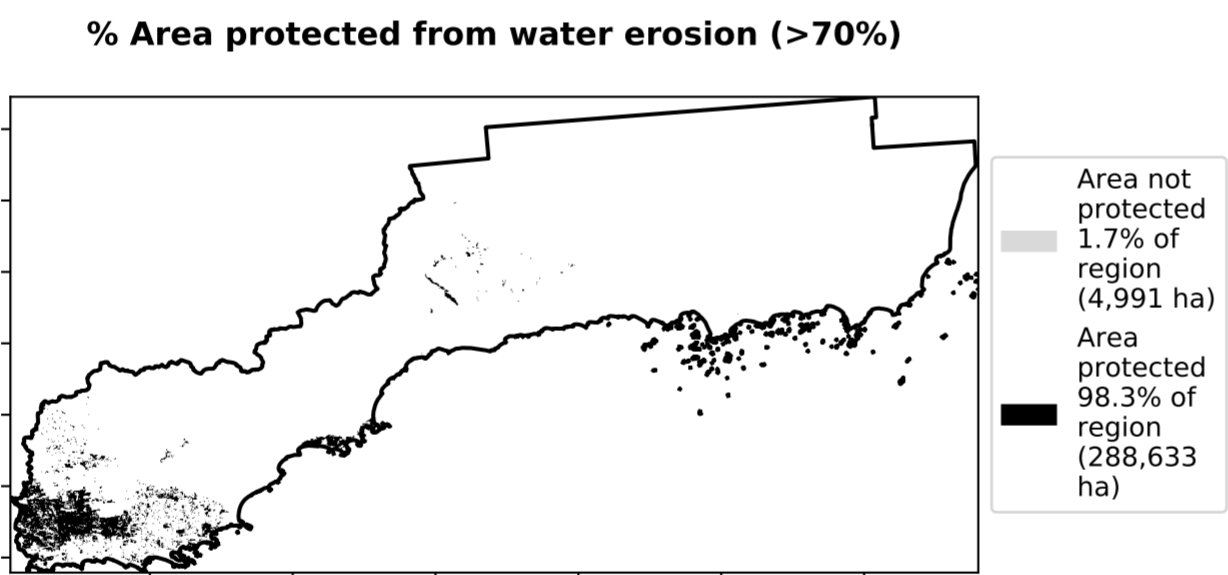 % Area protected from water erosion (>70%)
Area not
protected
1.7% of
region
(4,991 ha)
Area
protected
98.3% of
region
(288,633
ha)